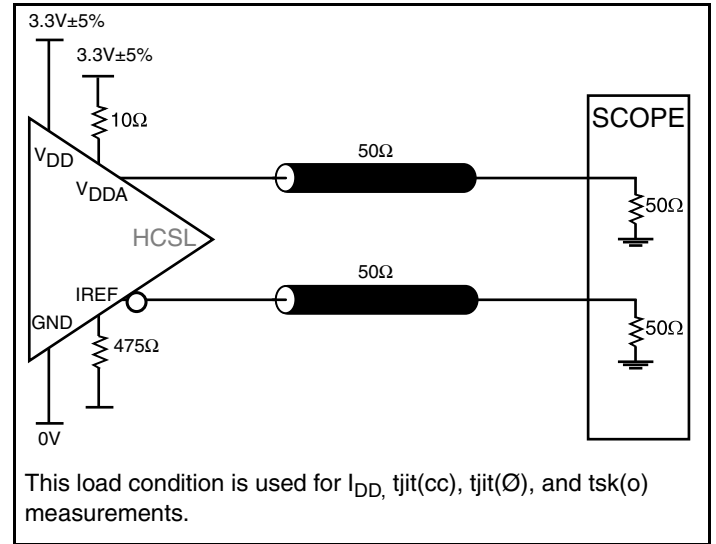 3.3V±5%
3.3V±5%
10Ω
VDD
VDDA
HCSL
IREF
GND
475Ω
0V
50Ω
50Ω
SCOPE
50Ω
50Ω
This load condition is used for IDD, tjit(cc), tjit(Ø), and tsk(o)
measurements.